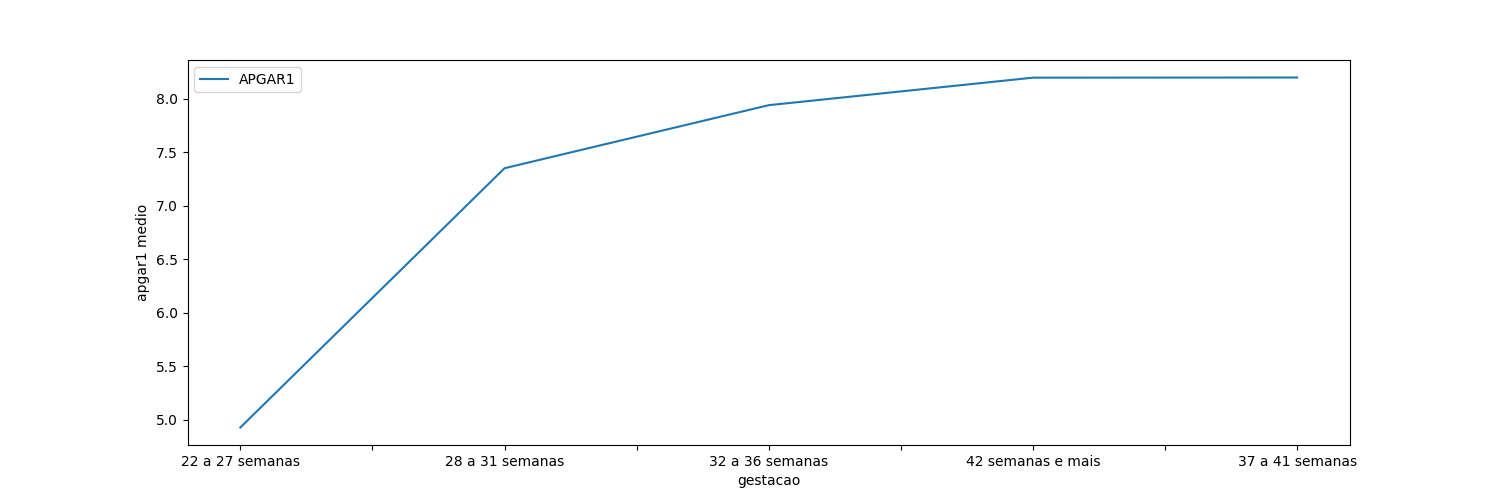 APGAR1
8.0
7.5
7.0
6.5
6.0
5.5
5.0
apgar1 medio
22 a 27 semanas
28 a 31 semanas
32 a 36 semanas
42 semanas e mais
37 a 41 semanas
gestacao